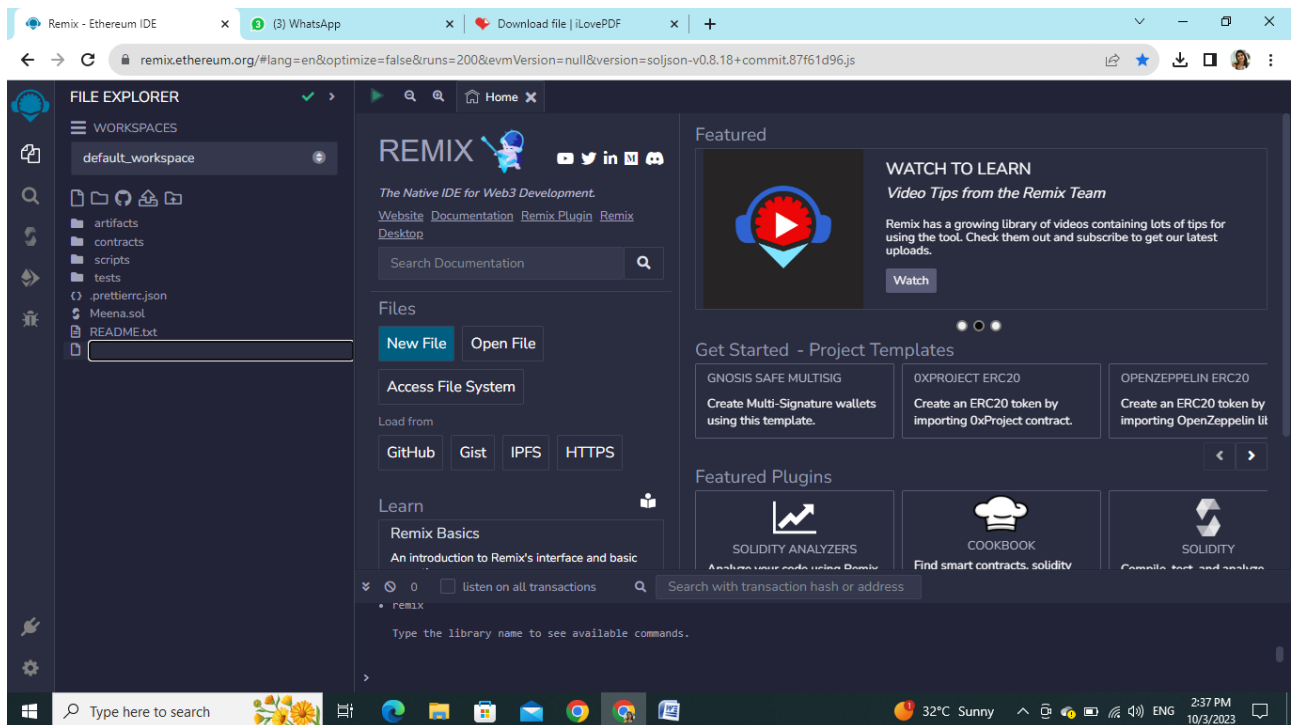 Remix - Ethereum IDE
(3) WhatsApp
Download file | iLovePDF
remix.ethereum.org/#lang=en&optimize=false&runs=200&evmVersion=null&version=soljson-v0.8.18+commit.87f61d96.js
FILE EXPLORER
WORKSPACES
default_workspace
artifacts
contracts
scripts
tests
.prettierrc.json
Meena.sol
README.txt
Home
REMIX
The Native IDE for Web3 Development.
Website Documentation Remix Plugin Remix
Desktop
Search Documentation
Files
New File Open File
Access File System
Load from
GitHub Gist IPFS HTTPS
Learn
Remix Basics
An introduction to Remix's interface and basic
Featured
WATCH TO LEARN
Video Tips from the Remix Team
Remix has a growing library of videos containing lots of tips for
using the tool. Check them out and subscribe to get our latest
uploads.
Watch
Get Started - Project Templates
GNOSIS SAFE MULTISIG
Create Multi-Signature wallets
using this template.
0XPROJECT ERC20
Create an ERC20 token by
importing 0xProject contract.
OPENZEPPELIN ERC20
Create an ERC20 token by
importing OpenZeppelin lib
Featured Plugins
SOLIDITY ANALYZERS
Analyze your code using Remix
COOKBOOK
Find smart contracts, solidity
SOLIDITY
Compile, test, and analyze
0 listen on all transactions
Search with transaction hash or address
• remix
Type the library name to see available commands.
>
Type here to search
32°C Sunny
ENG
2:37 PM
10/3/2023